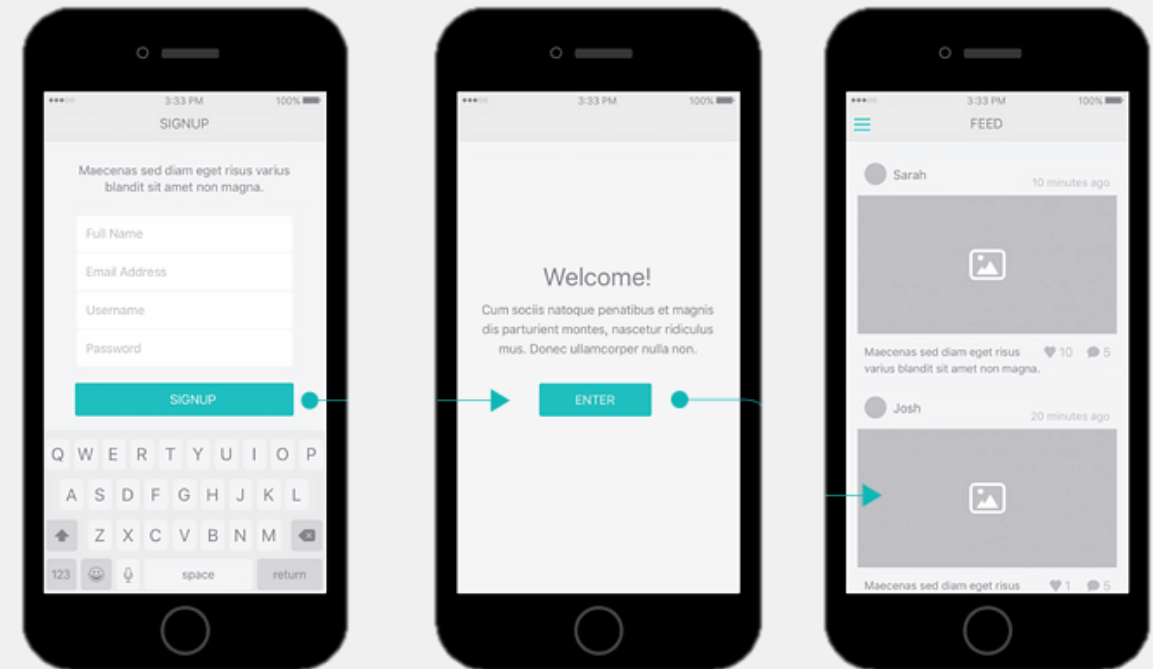 3:33 PM 100%
SIGNUP
Maecenas sed diam eget risus varius
blandit sit amet non magna.
Full Name
Email Address
Username
Password
SIGNUP
Q W E R T Y U I O P
A S D F G H J K L
Z X C V B N M
123 space return
3:33 PM 100%
Welcome!
Cum sociis natoque penatibus et magnis
dis parturient montes, nascetur ridiculus
mus. Donec ullamcorper nulla non.
ENTER
3:33 PM 100%
FEED
Sarah
10 minutes ago
Maecenas sed diam eget risus 10 5
varius blandit sit amet non magna.
Josh
20 minutes ago
Maecenas sed diam eget risus 1 5